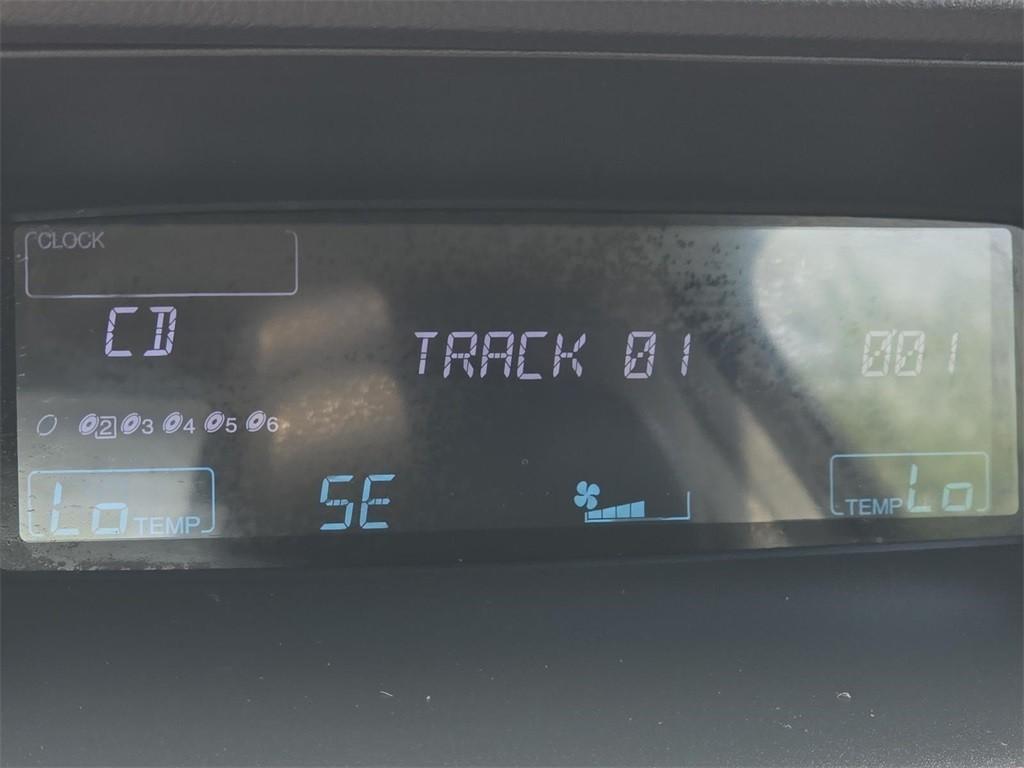 CLOCK
CD
TRACK 01 001
2 3 4 5 6
Lo TEMP SE TEMP Lo